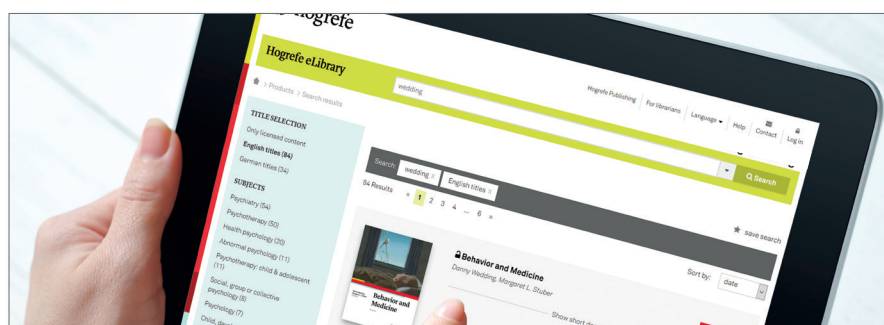 hogrefe
Hogrefe eLibrary
Hogrefe Publishing
For librarians
Language
Help
Contact
Log in
wedding
Search
> Products > Search results
TITLE SELECTION
Only licensed content
English titles (84)
German titles (34)
SUBJECTS
Psychiatry (54)
Psychotherapy (50)
Health psychology (20)
Abnormal psychology (11)
Psychotherapy: child & adolescent
(11)
Social, group or collective
psychology (8)
Psychology (7)
Search: wedding x English titles x
84 Results « 1 2 3 4 ... 6 »
save search
Sort by: date
Behavior and Medicine
Danny Wedding, Margaret L. Stuber
Show short
Behavior and
Medicine